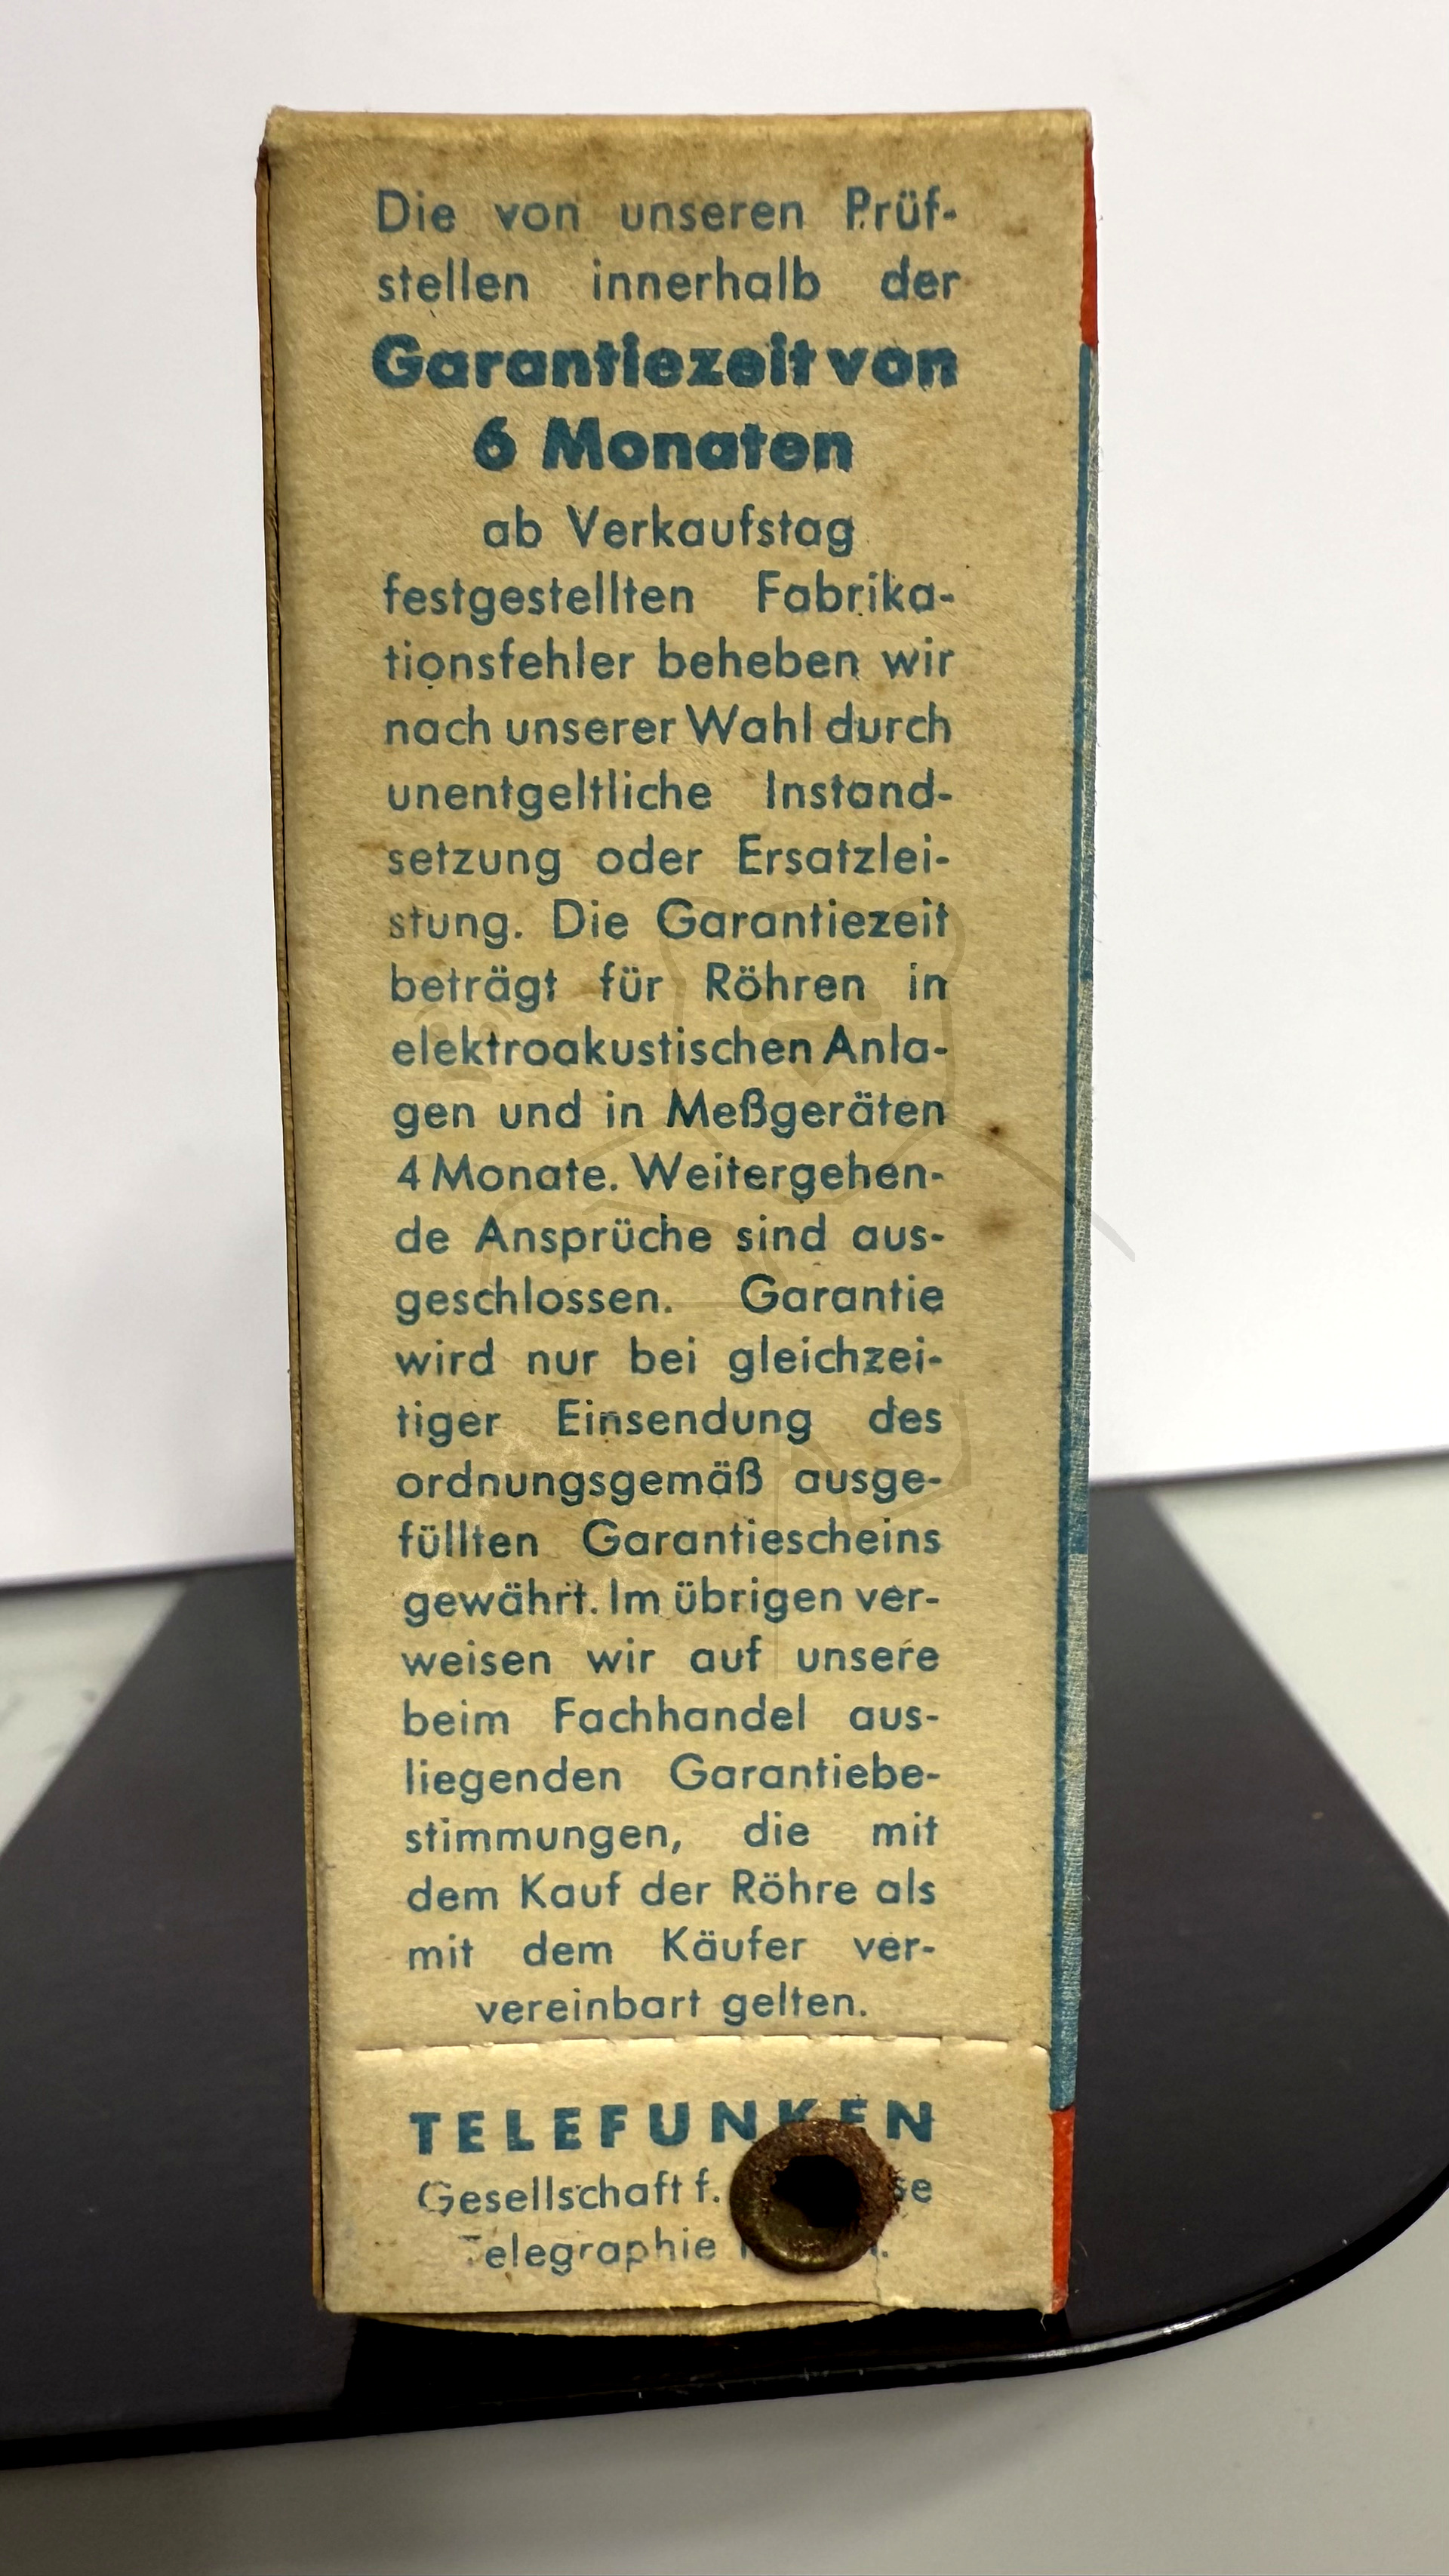 Die von unseren Prüf-
stellen innerhalb der
Garantiezeit von
6 Monaten
ab Verkaufstag
festgestellten Fabrika-
tionsfehler beheben wir
nach unserer Wahl durch
unentgeltliche Instand-
setzung oder Ersatzlei-
stung. Die Garantiezeit
beträgt für Röhren in
elektroakustischen Anla-
gen und in Meßgeräten
4 Monate. Weitergehen-
de Ansprüche sind aus-
geschlossen. Garantie
wird nur bei gleichzei-
tiger Einsendung des
ordnungsgemäß ausge-
füllten Garantiescheins
gewährt. Im übrigen ver-
weisen wir auf unsere
beim Fachhandel aus-
liegenden Garantiebe-
stimmungen, die mit
dem Kauf der Röhre als
mit dem Käufer ver-
vereinbart gelten.
TELEFUNKEN
Gesellschaft f.
Telegraphie